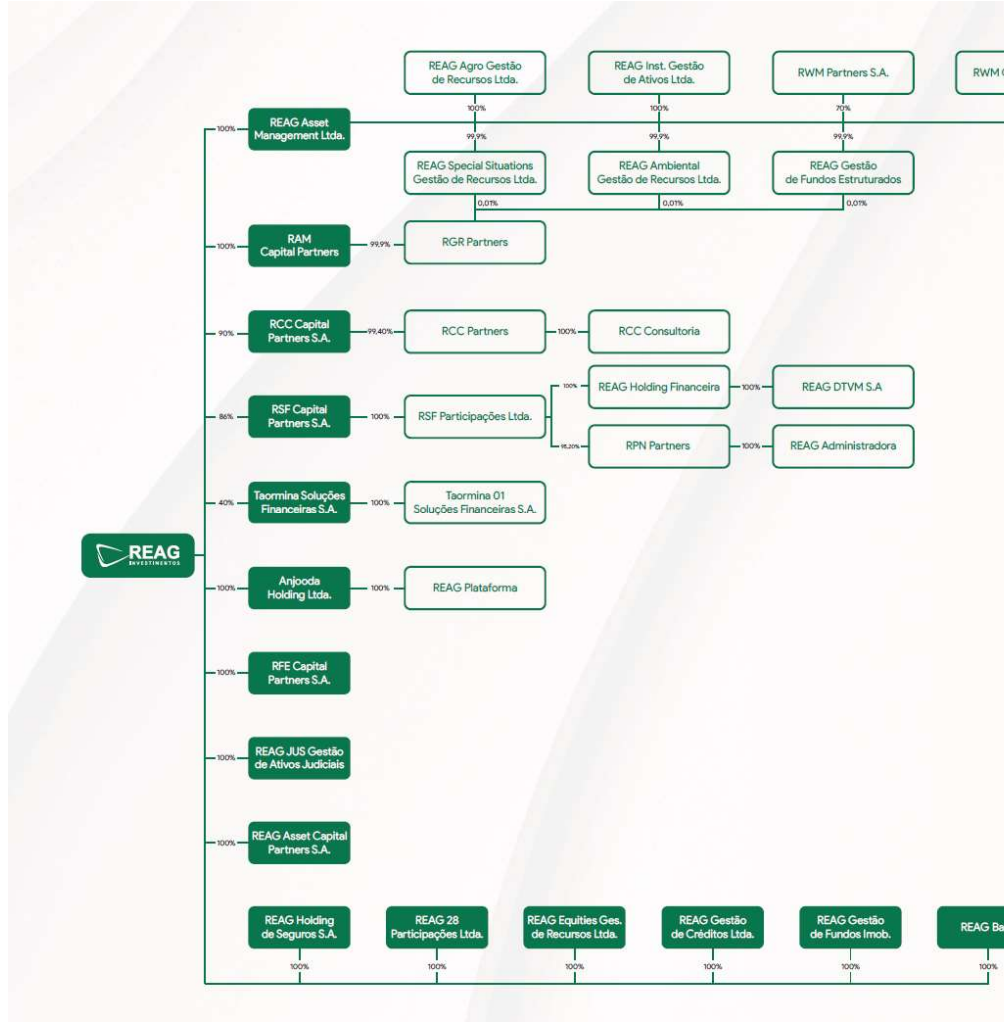 REAG Agro Gestão
de Recursos Ltda.
REAG Inst. Gestão
de Ativos Ltda.
RWM Partners S.A.
RWM
100%
100%
70%
100%
REAG Asset
Management Ltda.
99,9%
99,9%
99,9%
REAG Special Situations
Gestão de Recursos Ltda.
REAG Ambiental
Gestão de Recursos Ltda.
REAG Gestão
de Fundos Estruturados
0,01%
0,01%
0,01%
100%
RAM
Capital Partners
99,9%
RGR Partners
90%
RCC Capital
Partners S.A.
99,40%
RCC Partners
100%
RCC Consultoria
86%
RSF Capital
Partners S.A.
100%
RSF Participações Ltda.
100%
REAG Holding Financeira
100%
REAG DTVM S.A
RPN Partners
100%
REAG Administradora
40%
Taormina Soluções
Financeiras S.A.
100%
Taormina 01
Soluções Financeiras S.A.
REAG
INVESTIMENTOS
100%
Anjooda
Holding Ltda.
100%
REAG Plataforma
100%
RFE Capital
Partners S.A.
100%
REAG JUS Gestão
de Ativos Judiciais
100%
REAG Asset Capital
Partners S.A.
REAG Holding
de Seguros S.A.
REAG 28
Participações Ltda.
REAG Equities Ges.
de Recursos Ltda.
REAG Gestão
de Créditos Ltda.
REAG Gestão
de Fundos Imob.
REAG Ba
100%
100%
100%
100%
100%
100%